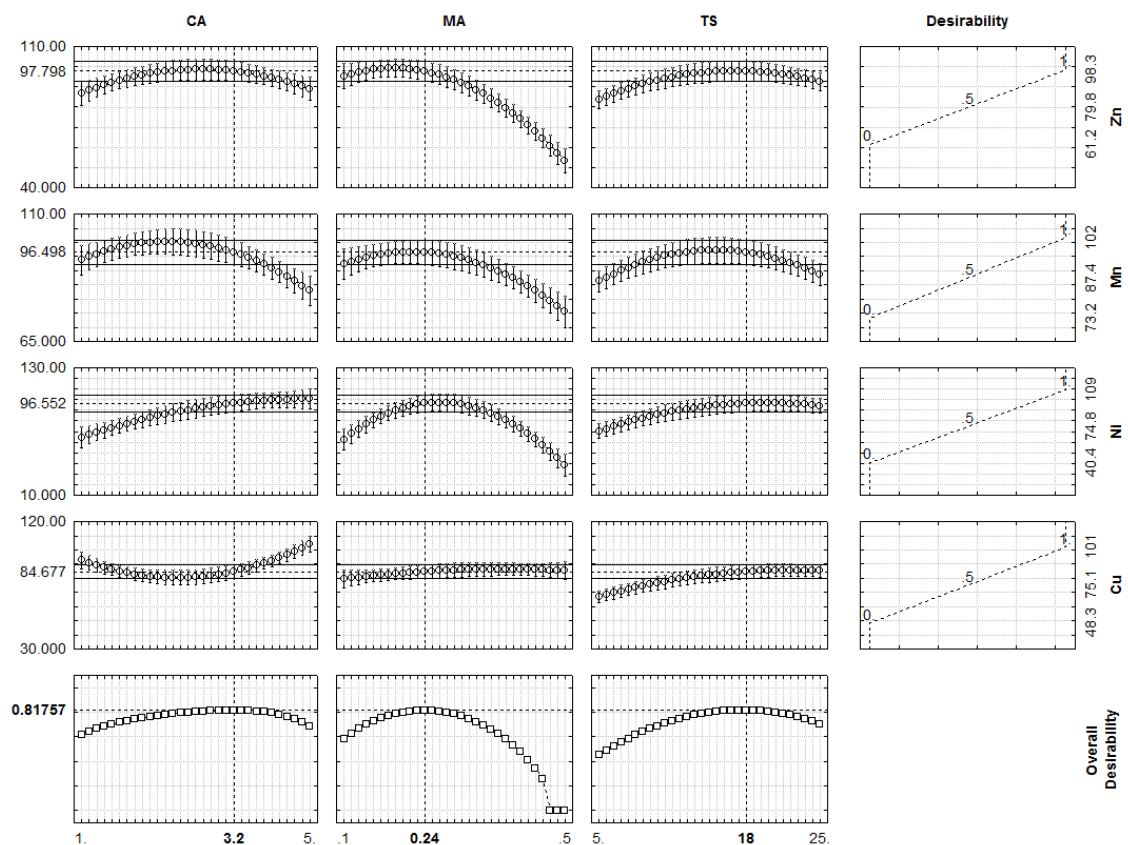 CA MA TS Desirability
110.00
97.798
40.000
0. .5 1.
98.3
79.8
61.2
Zn
110.00
96.498
65.000
0. .5 1.
102
87.4
73.2
Mn
130.00
96.552
10.000
0. .5 1.
109
74.8
40.4
NI
120.00
84.677
30.000
0. .5 1.
101
75.1
48.3
Cu
0.81757
Overall
Desirability
1. 3.2 5. .1 0.24 .5 5. 18 25.